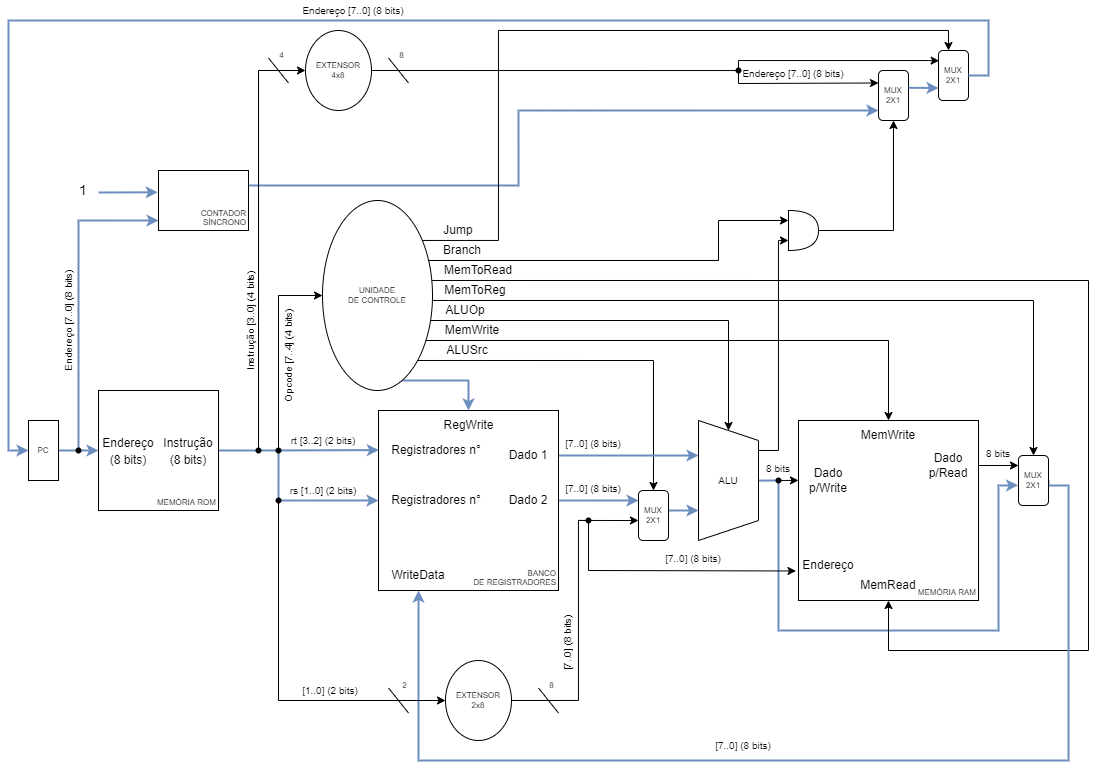 Endereço [7..0] (8 bits)
4
EXTENSOR
4x8
8
Endereço [7..0] (8 bits)
MUX
2X1
MUX
2X1
1
CONTADOR
SÍNCRONO
Endereço [7..0] (8 bits)
Instrução [3..0] (4 bits)
Opcode [7..4] (4 bits)
UNIDADE
DE CONTROLE
Jump
Branch
MemToRead
MemToReg
ALUOp
MemWrite
ALUSrc
PC
Endereço
(8 bits)
Instrução
(8 bits)
MEMÓRIA ROM
rt [3..2] (2 bits)
rs [1..0] (2 bits)
RegWrite
Registradores n°
Dado 1
Registradores n°
Dado 2
WriteData
BANCO
DE REGISTRADORES
[7..0] (8 bits)
[7..0] (8 bits)
MUX
2X1
ALU
8 bits
[7..0] (8 bits)
MemWrite
Dado
p/Write
Dado
p/Read
Endereço
MemRead
MEMÓRIA RAM
8 bits
MUX
2X1
[7..0] (8 bits)
[1..0] (2 bits)
2
EXTENSOR
2x8
8
[7..0] (8 bits)